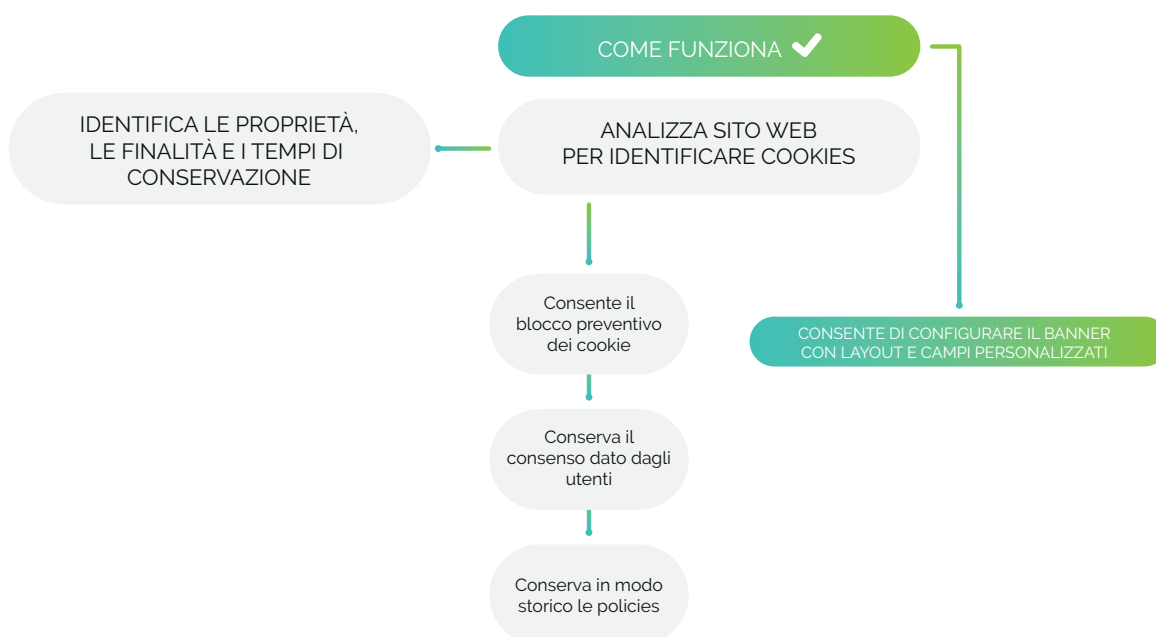 COME FUNZIONA
IDENTIFICA LE PROPRIETÀ,
LE FINALITÀ E I TEMPI DI
CONSERVAZIONE
ANALIZZA SITO WEB
PER IDENTIFICARE COOKIES
Consente il
blocco preventivo
dei cookie
CONSENTE DI CONFIGURARE IL BANNER
CON LAYOUT E CAMPI PERSONALIZZATI
Conserva il
consenso dato dagli
utenti
Conserva in modo
storico le policies